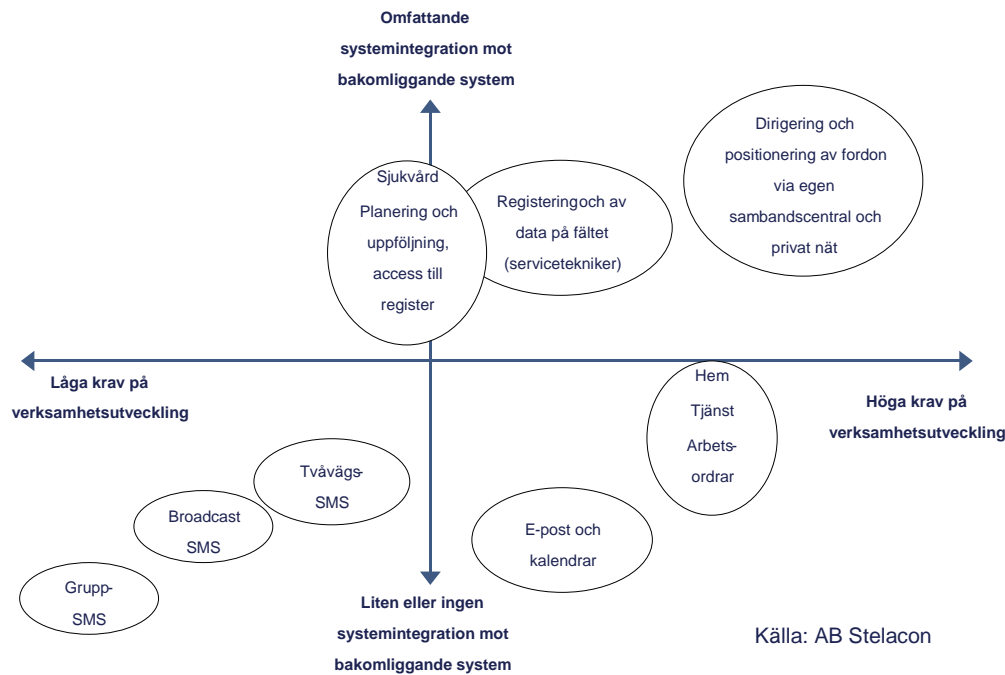 Omfattande
systemintegration mot
bakomliggande system
Dirigering och
positionering av fordon
via egen
sambandscentral och
privat nät
Sjukvård
Planering och
uppföljning,
access till
register
Registeringoch av
data på fältet
(servicetekniker)
Låga krav på
verksamhetsutveckling
Hem
Tjänst
Arbets-
ordrar
Höga krav på
verksamhetsutveckling
Tvåvägs-
SMS
Broadcast
SMS
E-post och
kalendrar
Grupp-
SMS
Liten eller ingen
systemintegration mot
bakomliggande system
Källa: AB Stelacon